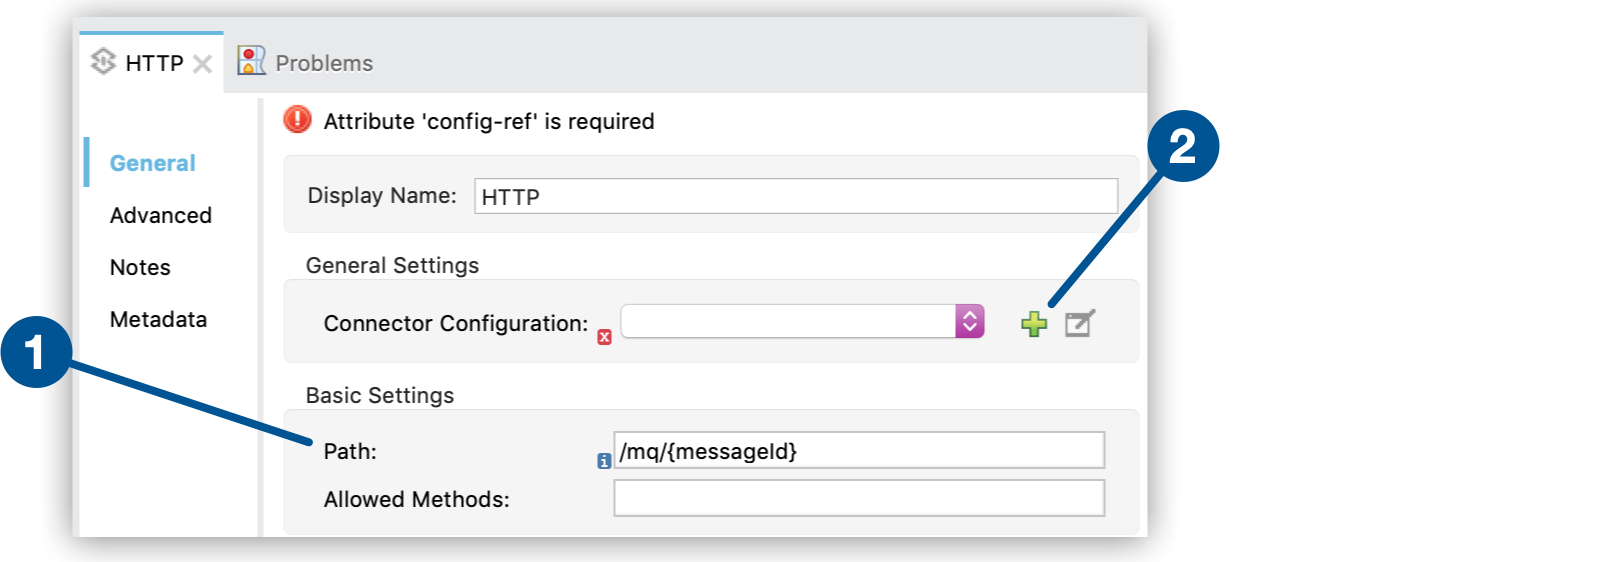 HTTP
Problems
Attribute 'config-ref' is required
General
Advanced
Notes
Metadata
Display Name: HTTP
General Settings
Connector Configuration:
Basic Settings
Path: /mq/{messageId}
Allowed Methods:
1
2